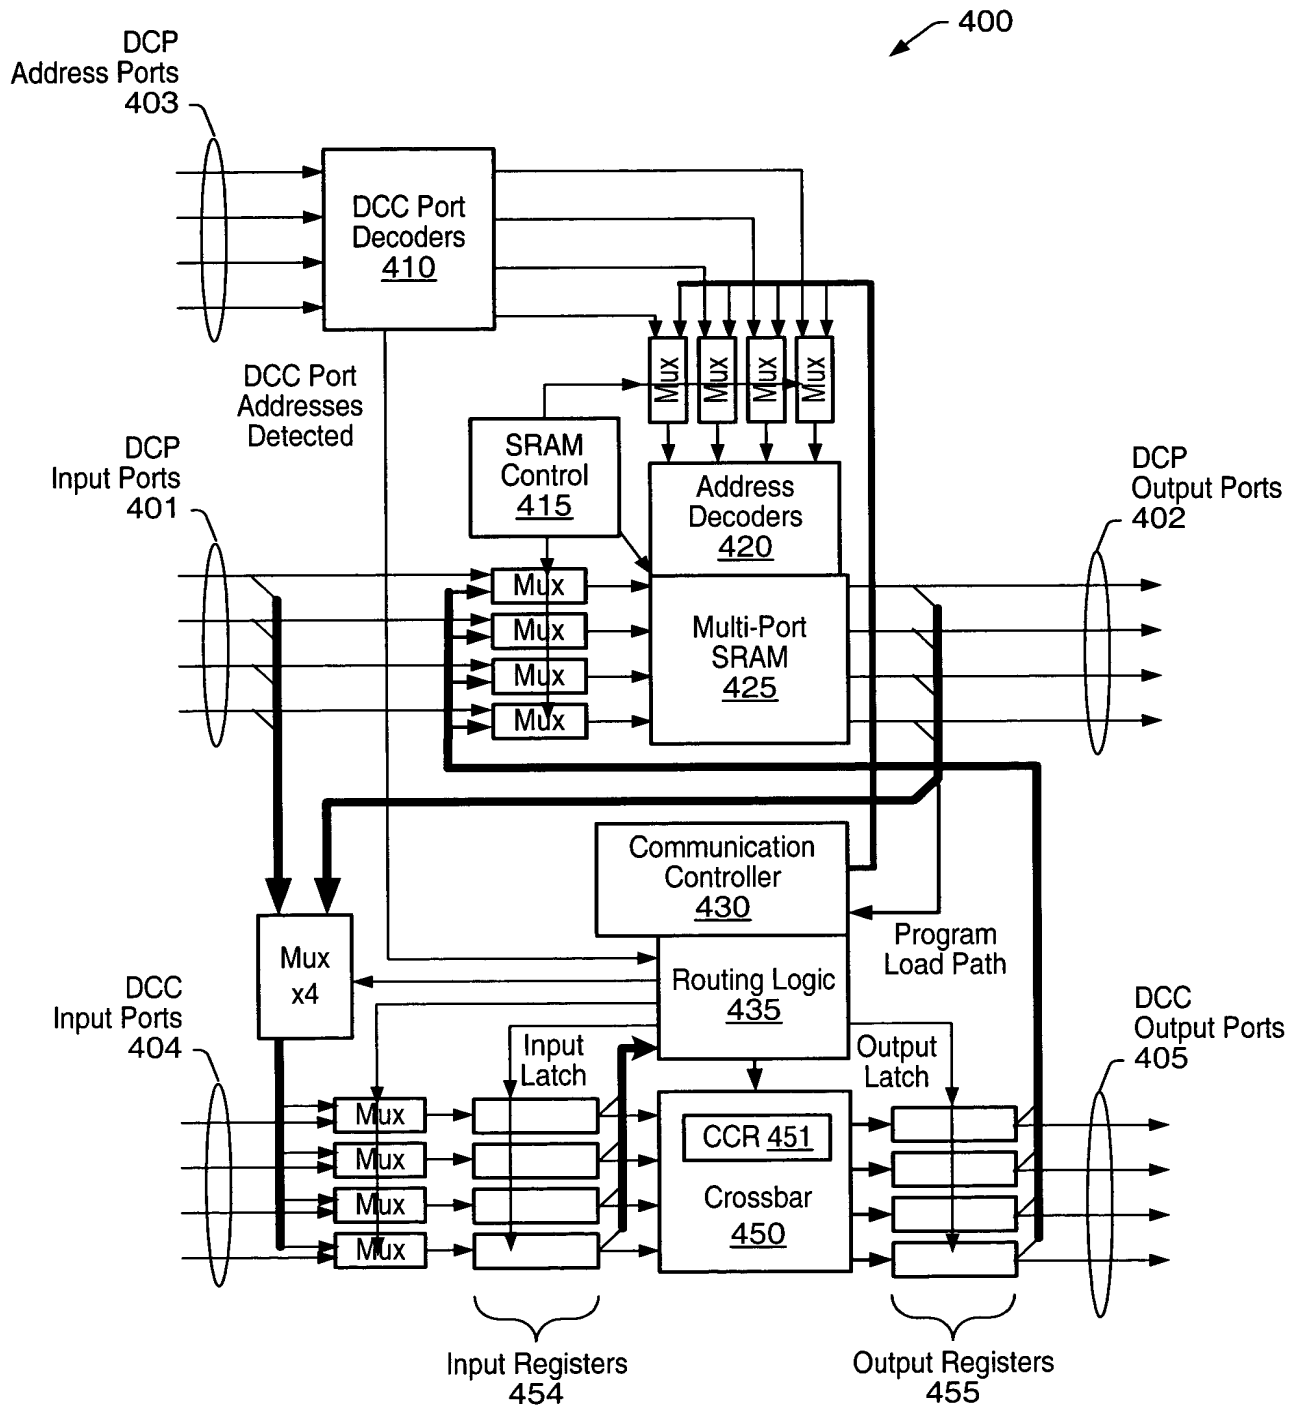 400
DCP
Address Ports
403
DCC Port
Decoders
410
DCC Port
Addresses
Detected
Mux
Mux
Mux
Mux
SRAM
Control
415
DCP
Input Ports
401
Address
Decoders
420
DCP
Output Ports
402
Mux
Mux
Mux
Mux
Multi-Port
SRAM
425
Communication
Controller
430
Program
Load Path
Mux
x4
Routing Logic
435
DCC
Input Ports
404
Input
Latch
Output
Latch
DCC
Output Ports
405
Mux
Mux
Mux
Mux
CCR 451
Crossbar
450
Input Registers
454
Output Registers
455